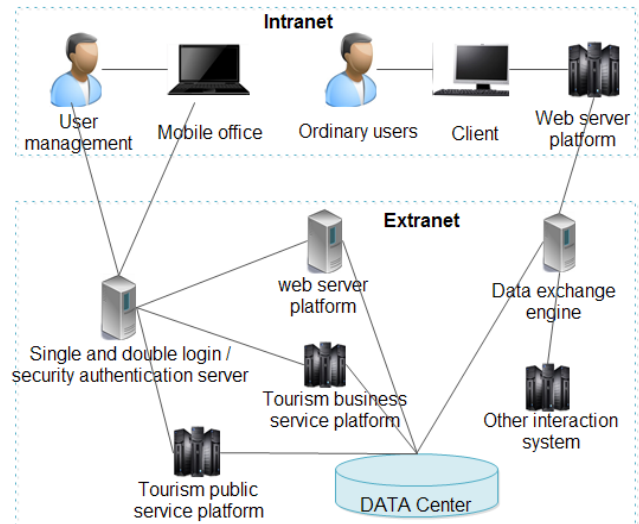 Intranet
User
management
Mobile office
Ordinary users
Client
Web server
platform
Extranet
web server
platform
Data exchange
engine
Single and double login /
security authentication server
Tourism business
service platform
Other interaction
system
Tourism public
service platform
DATA Center